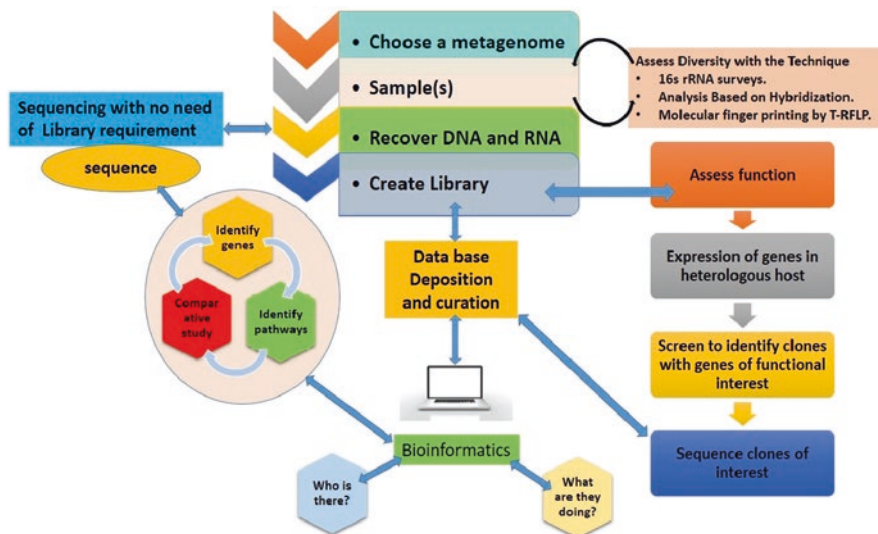 • Choose a metagenome
• Sample(s)
• Recover DNA and RNA
• Create Library
Assess Diversity with the Technique
• 16s rRNA surveys.
• Analysis Based on Hybridization.
• Molecular finger printing by T-RFLP.
Sequencing with no need
of Library requirement
sequence
Identify
genes
Compar
ative
study
Identify
pathways
Data base
Deposition
and curation
Bioinformatics
Who is
there?
What
are they
doing?
Assess function
Expression of genes in
heterologous host
Screen to identify clones
with genes of functional
interest
Sequence clones of
interest